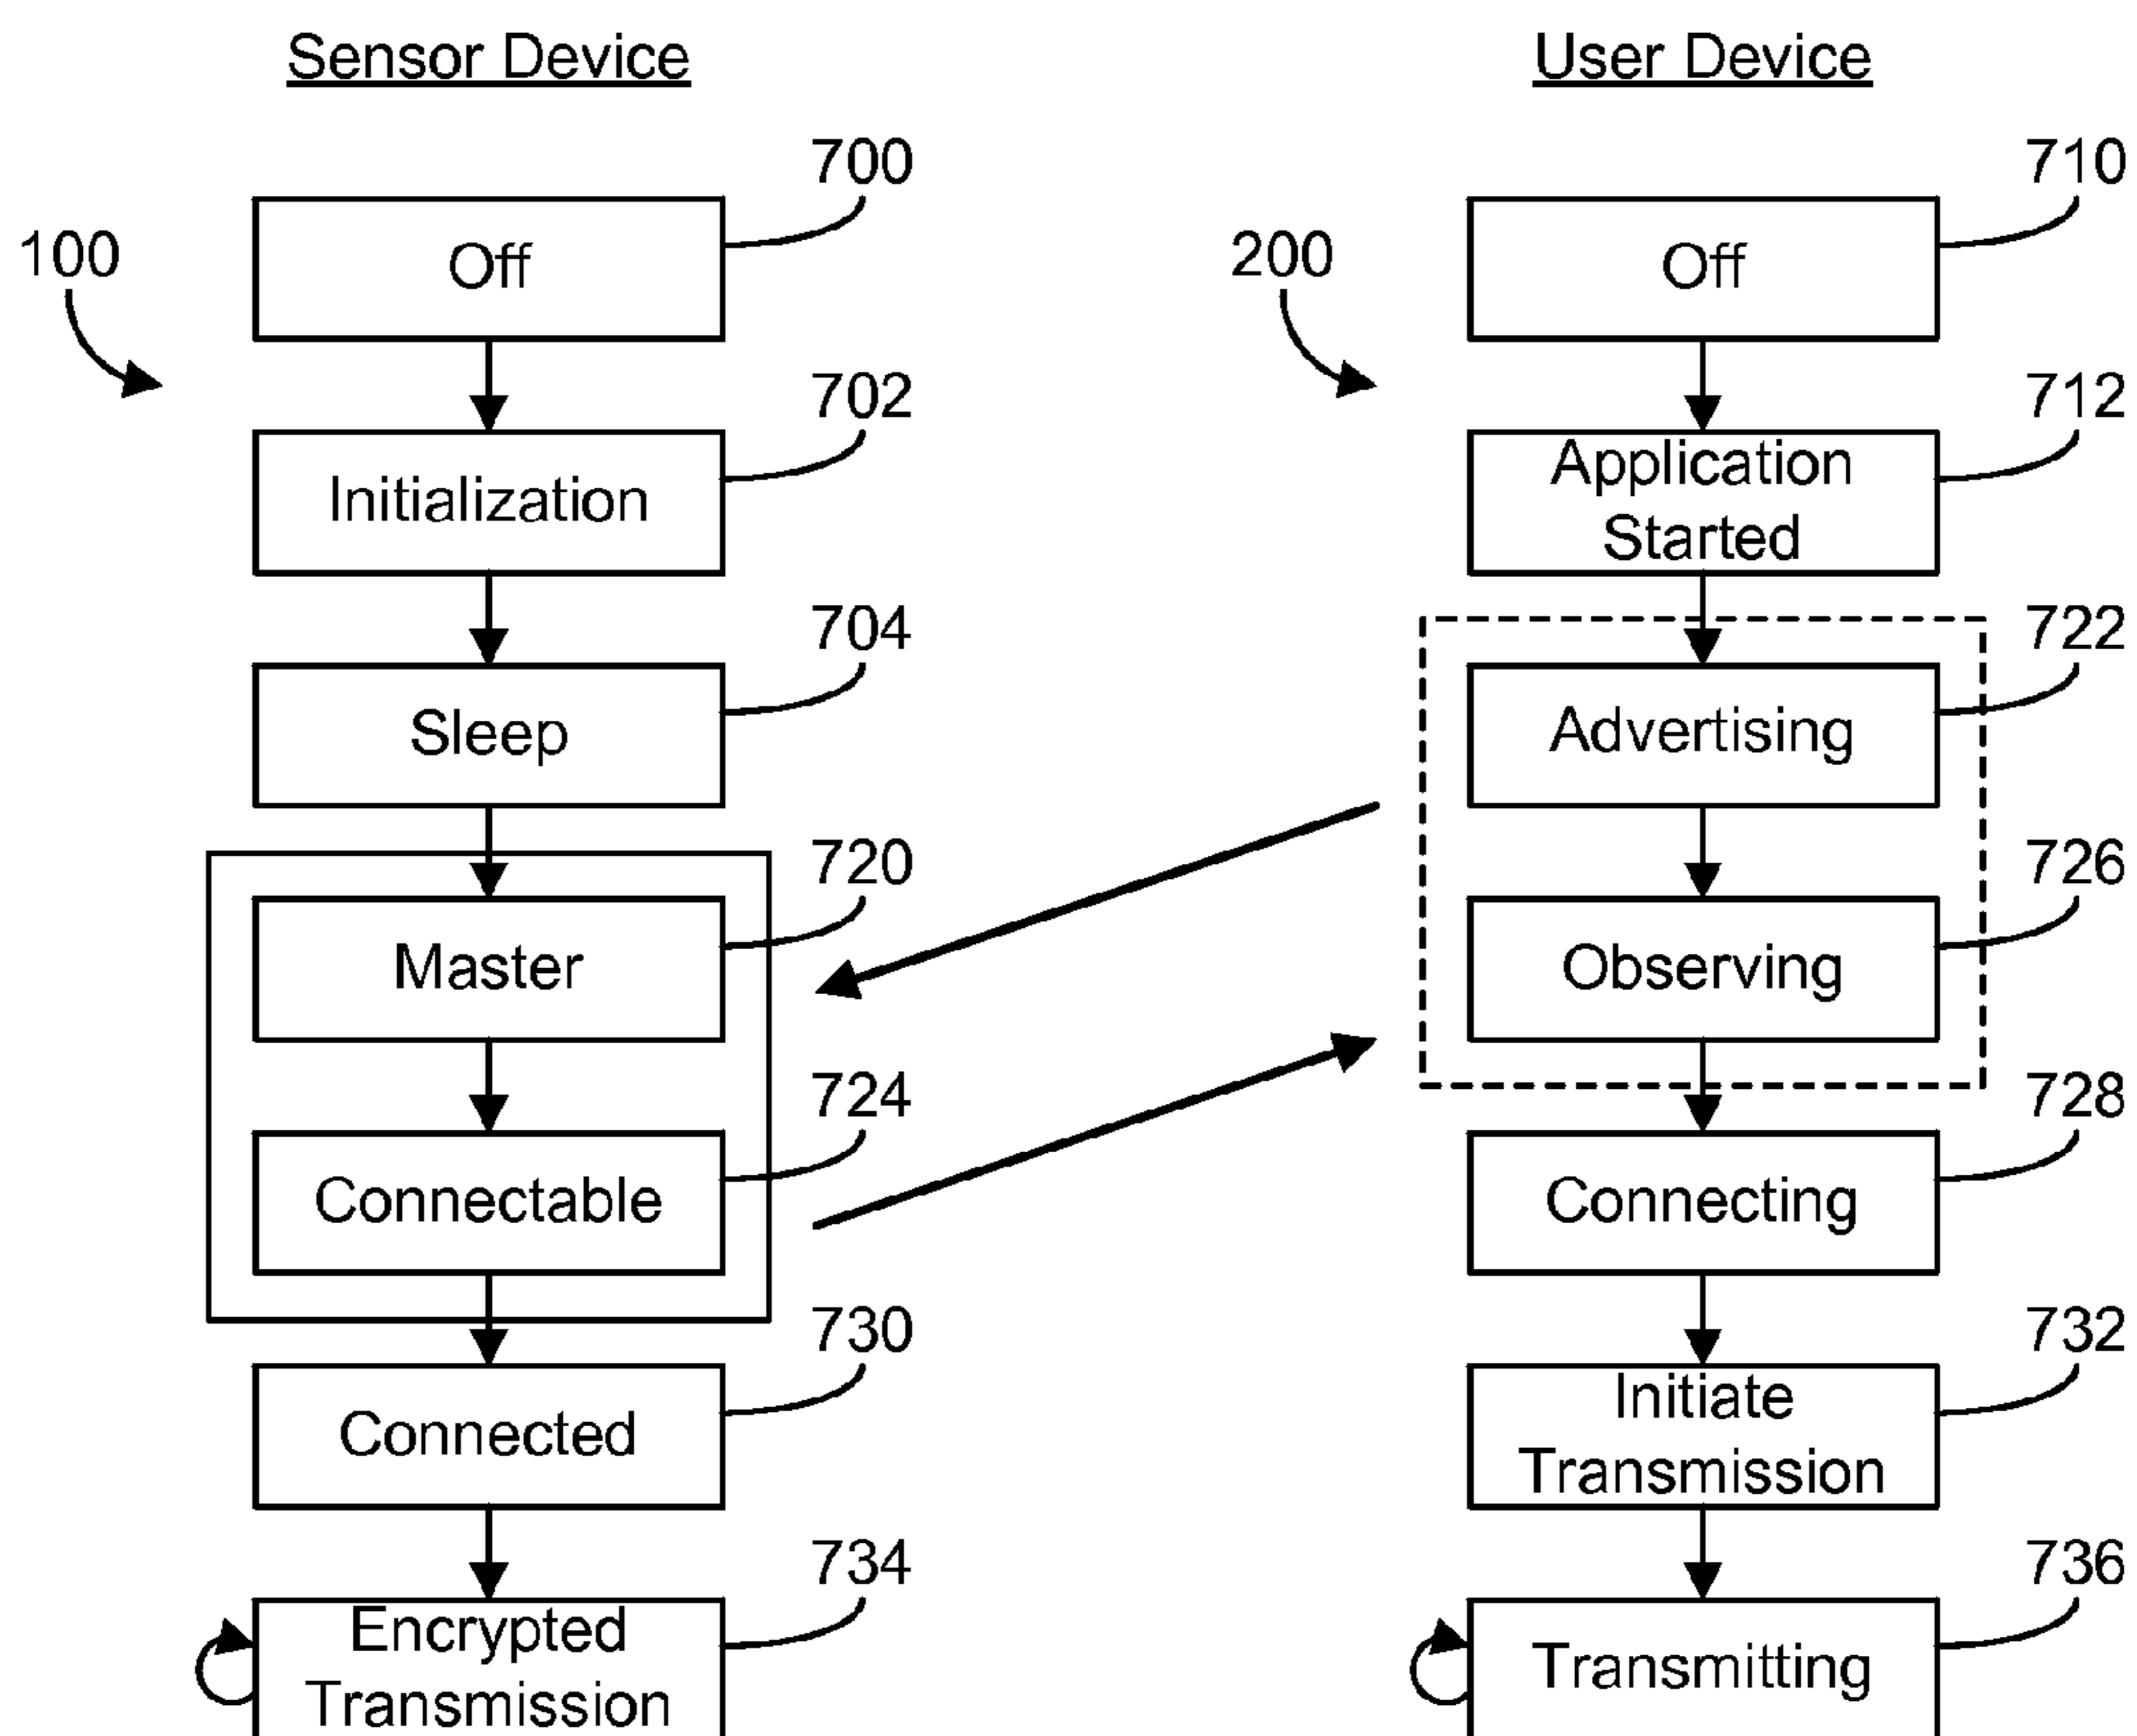 Sensor Device
User Device
700
710
100
Off
200
Off
702
712
Initialization
Application
Started
704
722
Sleep
Advertising
720
726
Master
Observing
724
728
Connectable
Connecting
730
732
Connected
Initiate
Transmission
734
736
Encrypted
Transmission
Transmitting